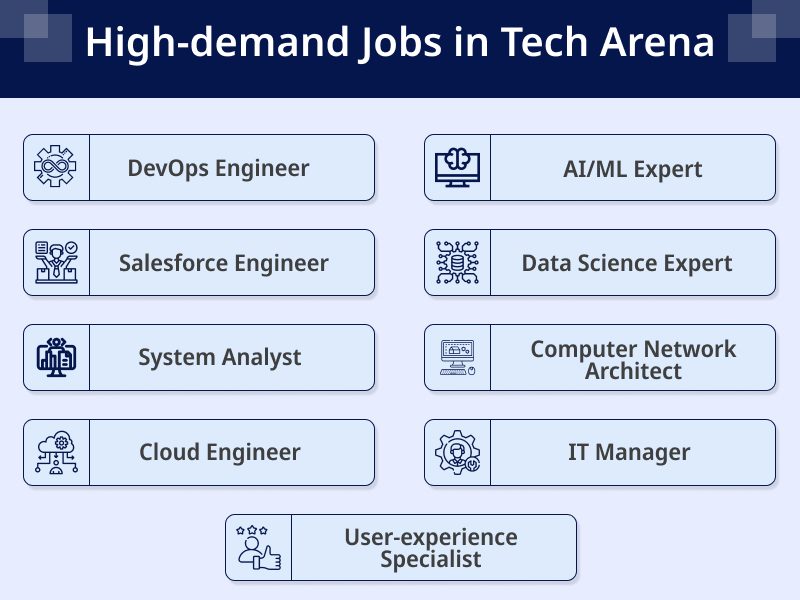 High-demand Jobs in Tech Arena
DevOps Engineer
AI/ML Expert
Salesforce Engineer
Data Science Expert
System Analyst
Computer Network
Architect
Cloud Engineer
IT Manager
User-experience
Specialist